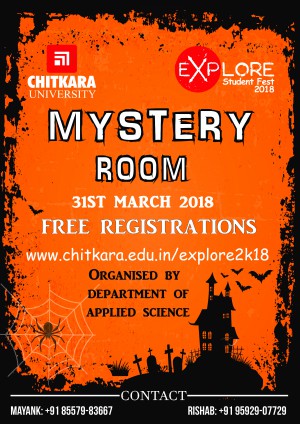 CHITKARA
UNIVERSITY
EXPLORE
Student Fest
2018
MYSTERY
ROOM
31ST MARCH 2018
FREE REGISTRATIONS
www.chitkara.edu.in/explore2k18
ORGANISED BY
DEPARTMENT OF
APPLIED SCIENCE
CONTACT
MAYANK: +91 85579-83667
RISHAB: +91 95929-07729